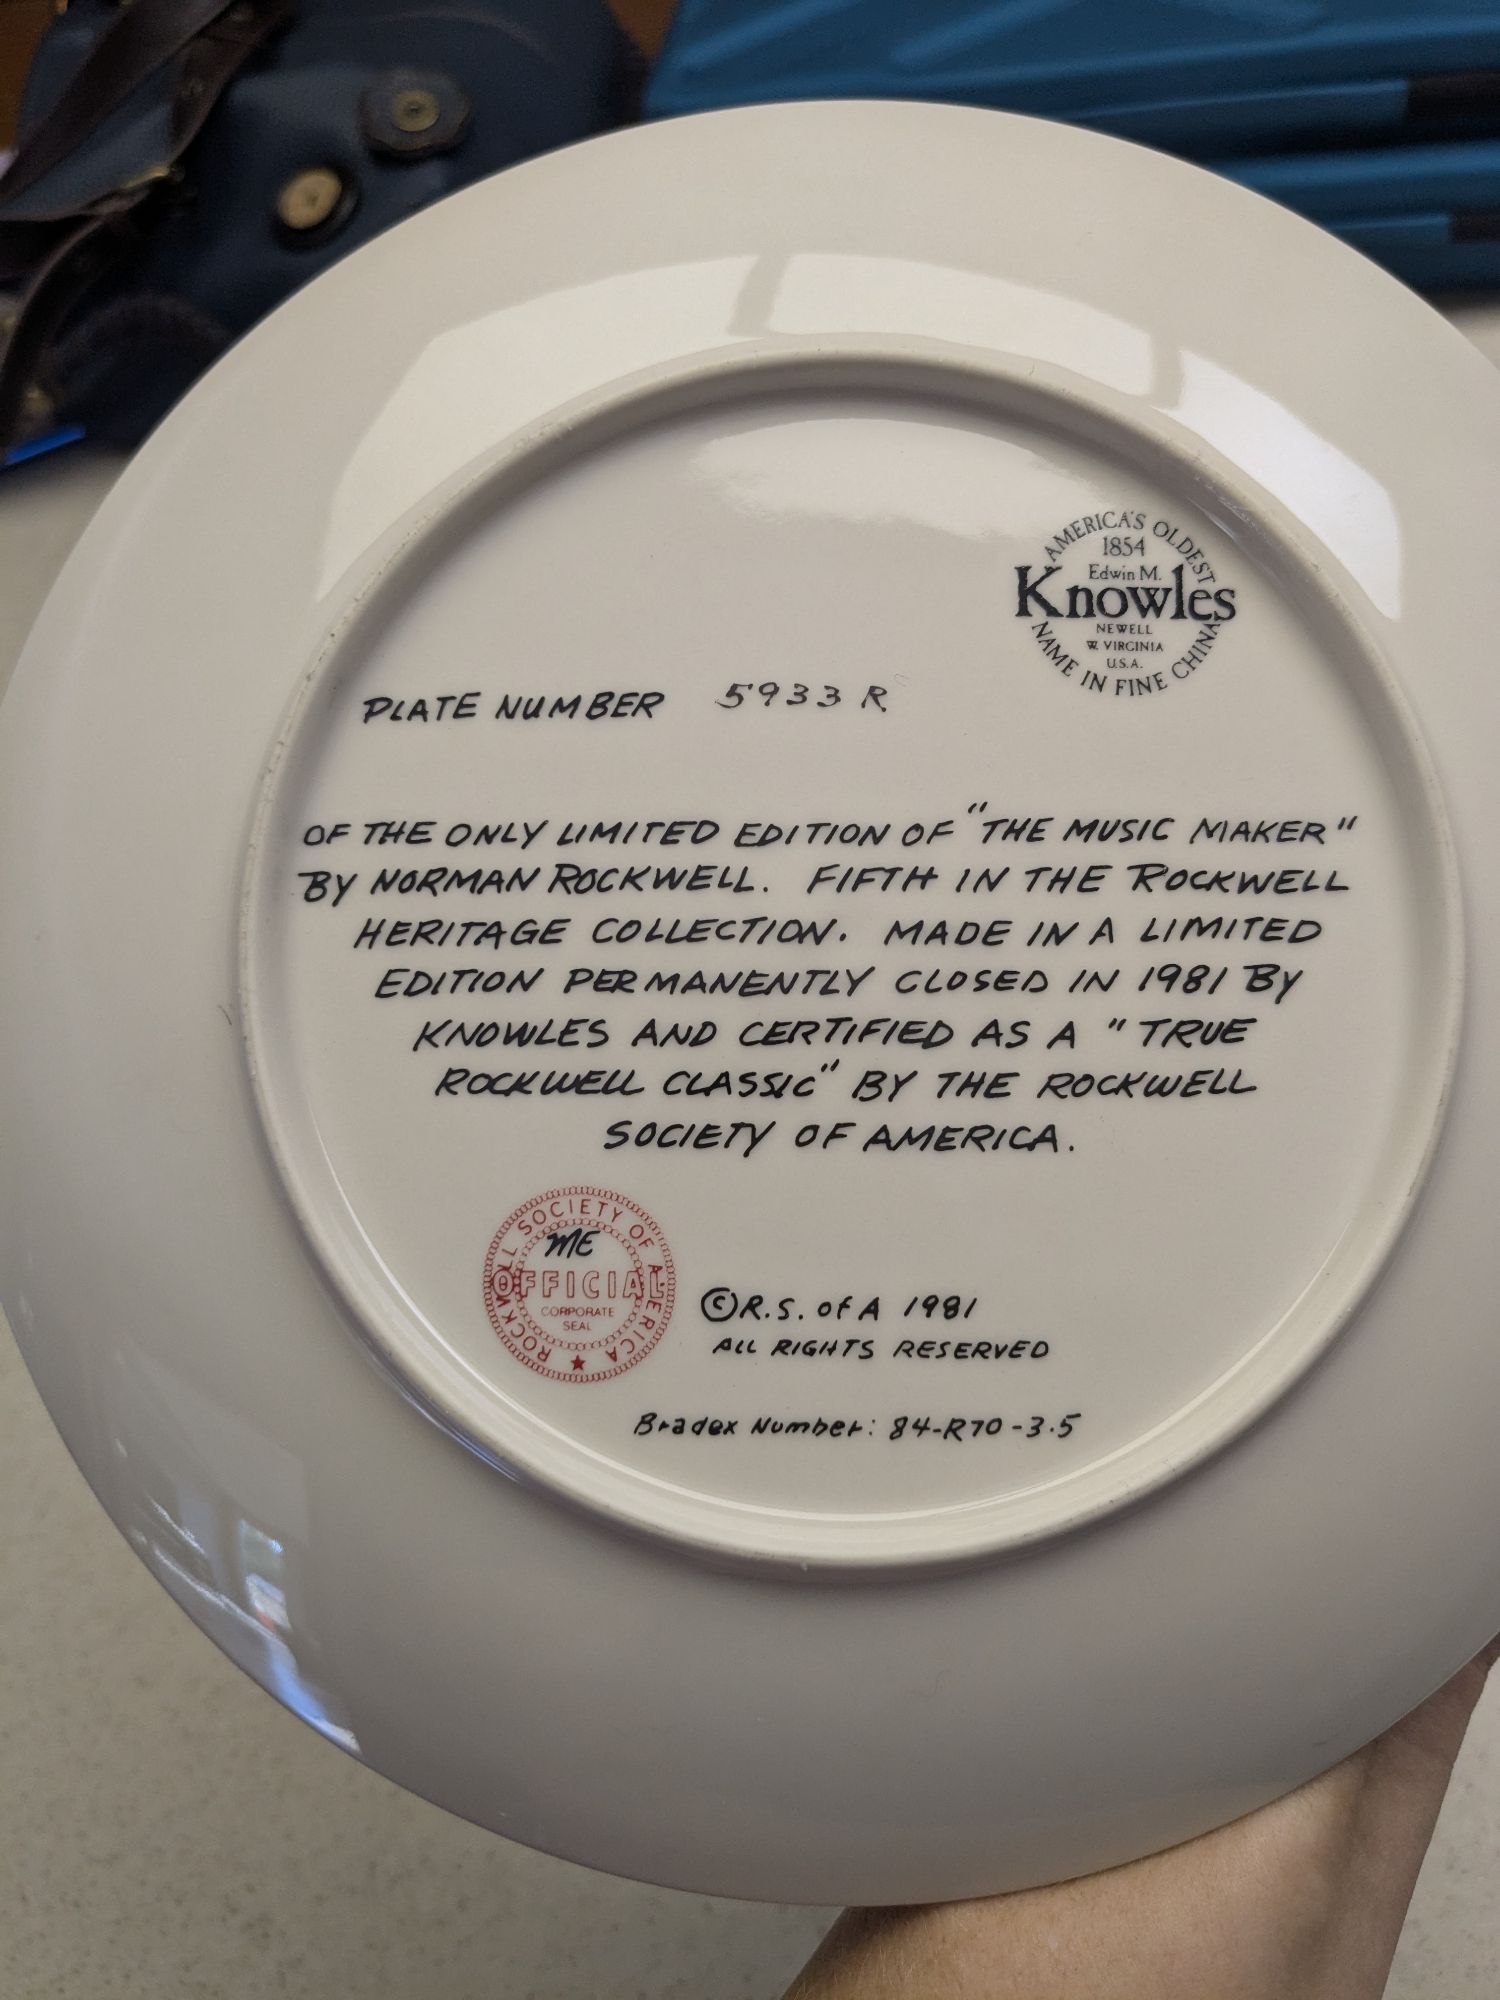 AMERICA'S OLDEST
1854
Edwin M.
Knowles
NEWELL
W. VIRGINIA
U.S.A.
NAME IN FINE CHINA
PLATE NUMBER 5933 R
OF THE ONLY LIMITED EDITION OF "THE MUSIC MAKER"
BY NORMAN ROCKWELL. FIFTH IN THE ROCKWELL
HERITAGE COLLECTION. MADE IN A LIMITED
EDITION PERMANENTLY CLOSED IN 1981 BY
KNOWLES AND CERTIFIED AS A "TRUE
ROCKWELL CLASSIC" BY THE ROCKWELL
SOCIETY OF AMERICA.
ROCKWELL SOCIETY OF AMERICA
ME
OFFICIAL
CORPORATE
SEAL
©R.S. of A 1981
ALL RIGHTS RESERVED
Bradex Number: 84-R70-3.5